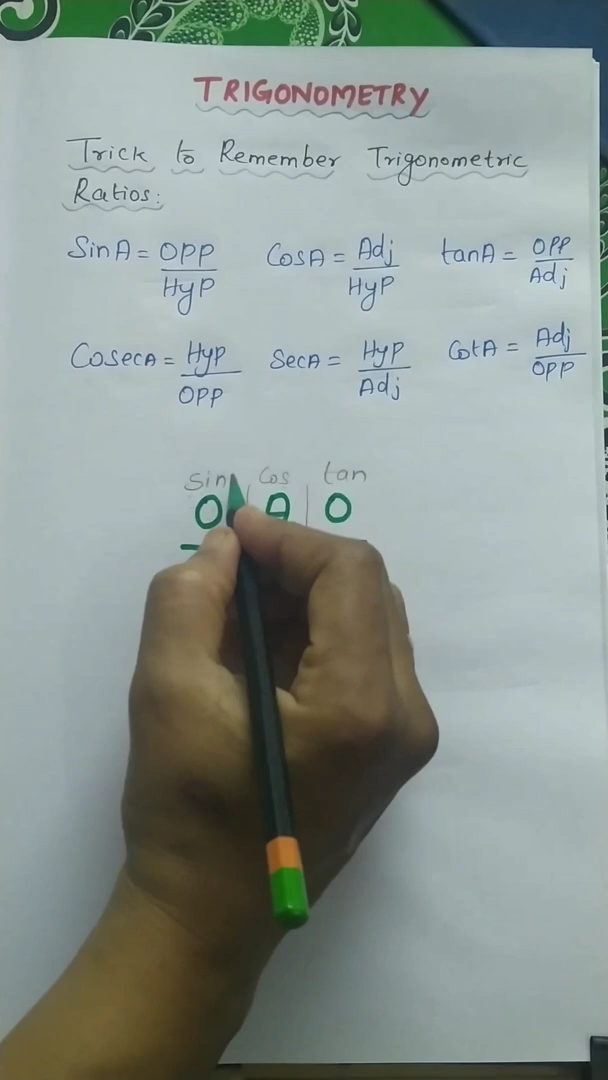 TRIGONOMETRY
Trick to Remember Trigonometric
Ratios:
SinA = OPP/HyP CosA = Adj/HyP tanA = OPP/Adj
CosecA = Hyp/OPP SecA = Hyp/Adj CotA = Adj/OPP
Sin Cos tan
O A O